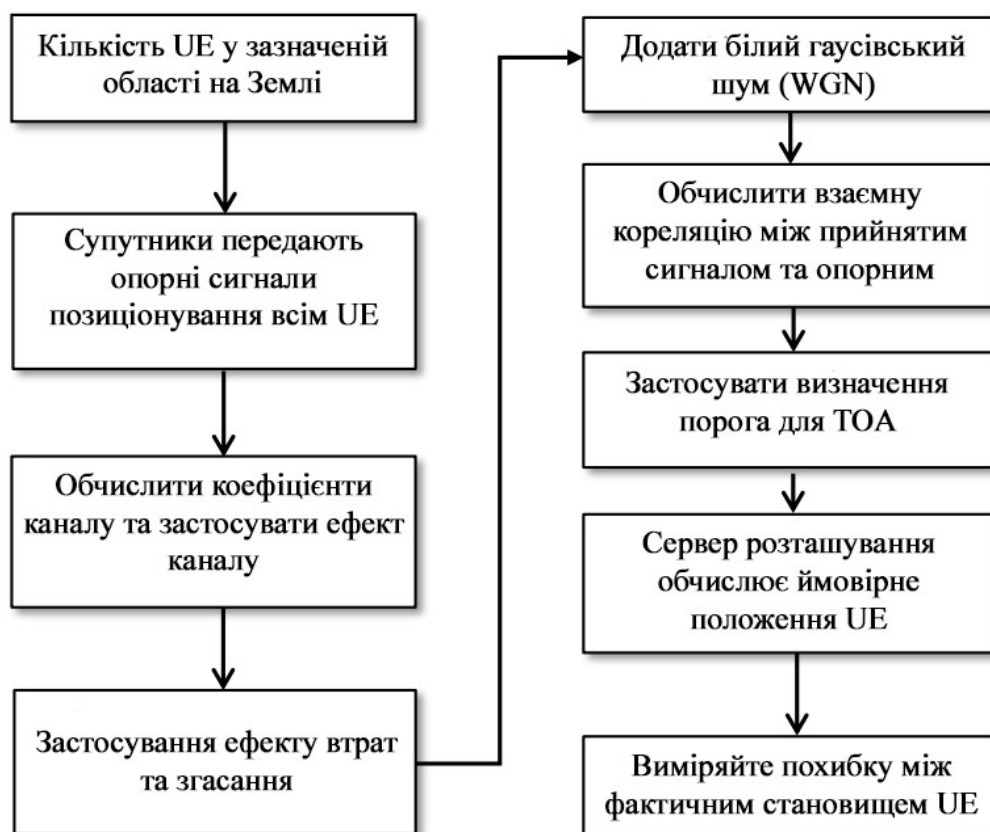 Кількість UE у зазначеній
області на Землі
Супутники передають
опорні сигнали
позиціонування всім UE
Обчислити коефіцієнти
каналу та застосувати ефект
каналу
Застосування ефекту втрат
та згасання
Додати білий гаусівський
шум (WGN)
Обчислити взаємну
кореляцію між прийнятим
сигналом та опорним
Застосувати визначення
порога для TOA
Сервер розташування
обчислює ймовірне
положення UE
Виміряйте похибку між
фактичним становищем UE